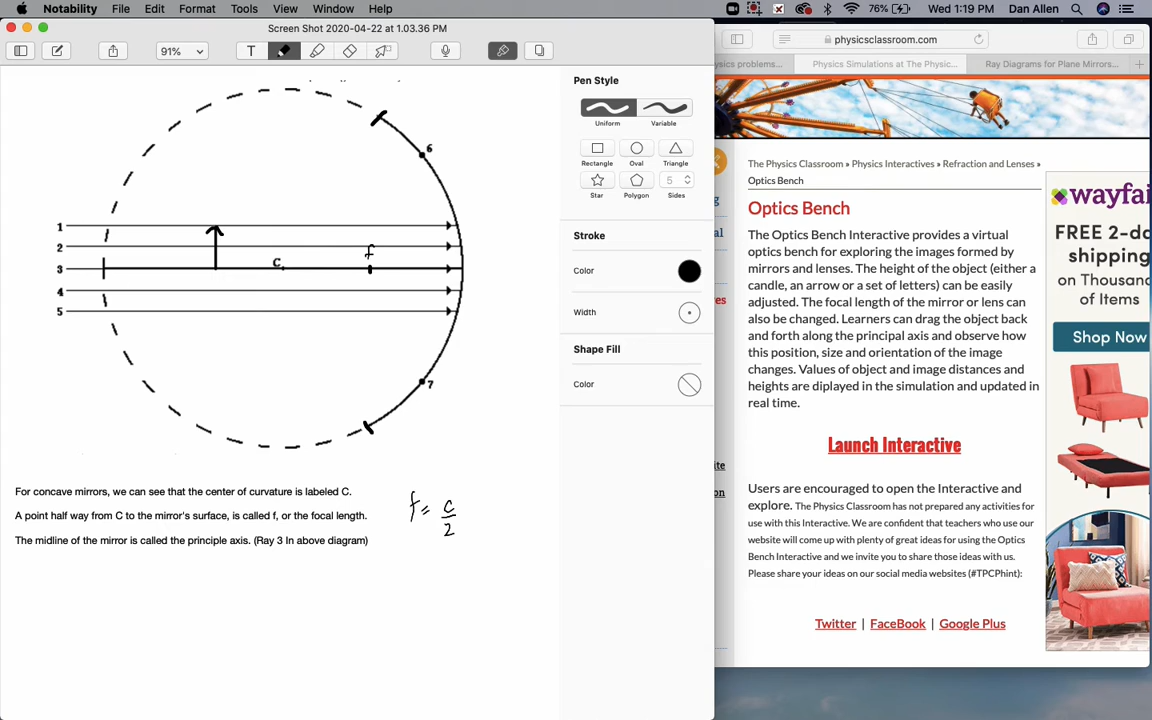 Notability File Edit Tools View Window Help
76% Wed 1:19 PM Dan Allen
Screen Shot 2020-04-22 at 1.03.36 PM
91%
T
Pen Style
Uniform Variable
Rectangle Oval Triangle
5
Star Polygon Sides
Stroke
Color
Width
Shape Fill
Color
6
1
2
3
4
5
C
f
7
For concave mirrors, we can see that the center of curvature is labeled C.
A point half way from C to the mirror's surface, is called f, or the focal length.
The midline of the mirror is called the principle axis. (Ray 3 In above diagram)
f = C
2
physicsclassroom.com
ysics problems... Physics Simulations at The Physic... Ray Diagrams for Plane Mirrors...
The Physics Classroom » Physics Interactives » Refraction and Lenses »
Optics Bench
Optics Bench
The Optics Bench Interactive provides a virtual
optics bench for exploring the images formed by
mirrors and lenses. The height of the object (either a
candle, an arrow or a set of letters) can be easily
adjusted. The focal length of the mirror or lens can
also be changed. Learners can drag the object back
and forth along the principal axis and observe how
this position, size and orientation of the image
changes. Values of object and image distances and
heights are diplayed in the simulation and updated in
real time.
Launch Interactive
Users are encouraged to open the Interactive and
explore. The Physics Classroom has not prepared any activities for
use with this Interactive. We are confident that teachers who use our
website will come up with plenty of great ideas for using the Optics
Bench Interactive and we invite you to share those ideas with us.
Please share your ideas on our social media websites (#TPCPhint):
Twitter | FaceBook | Google Plus
wayfai
FREE 2-da
shipping
on Thousand
of Items
Shop Now